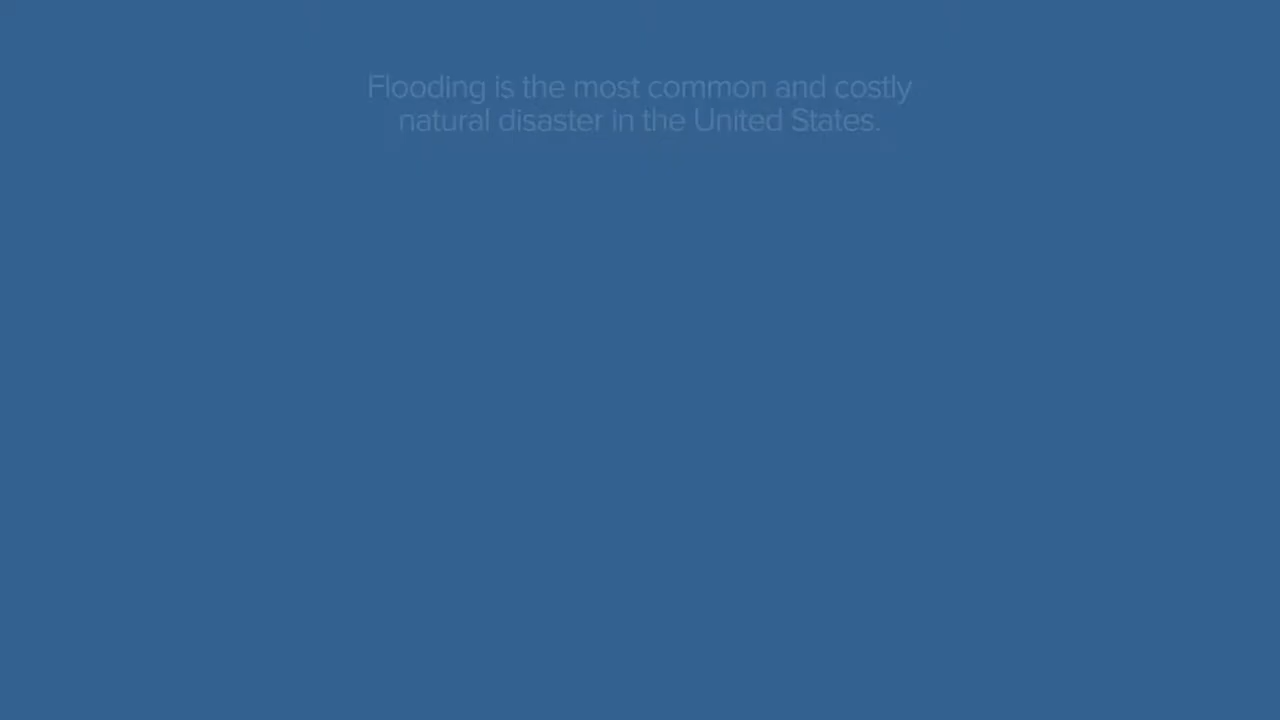 Flooding is the most common and costly
natural disaster in the United States.